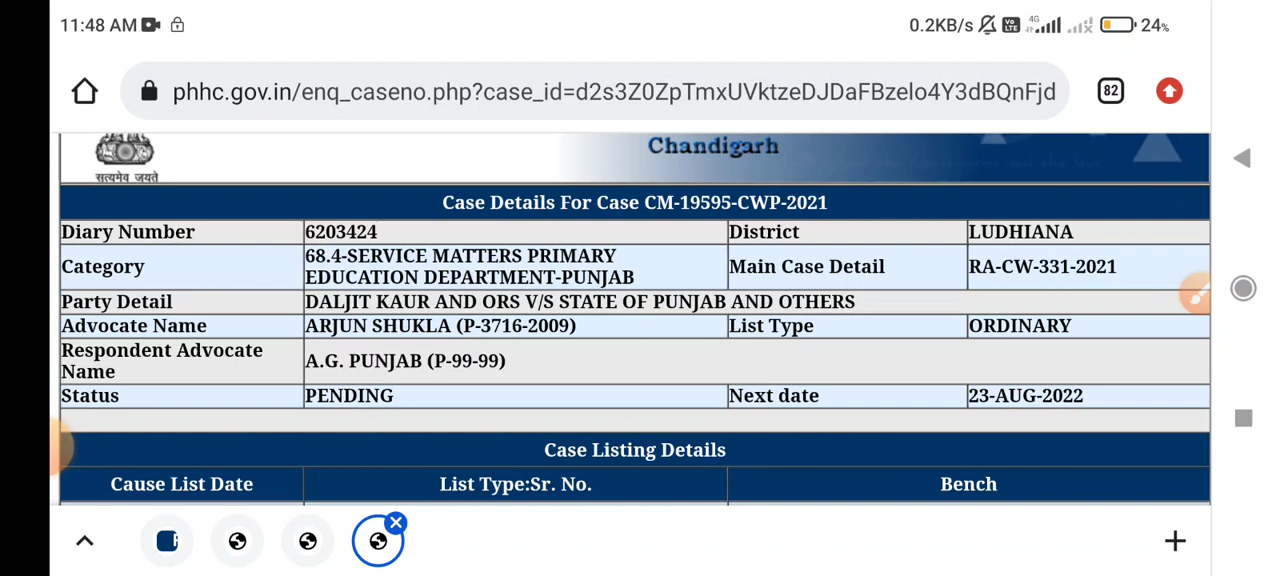 11:48 AM
0.2KB/s Vo LTE 4G 24%
phhc.gov.in/enq_caseno.php?case_id=d2s3Z0ZpTmxUVktzeDJDaFBzelo4Y3dBQnFjd
82
Chandigarh
सत्यमेव जयते
Case Details For Case CM-19595-CWP-2021
Diary Number 6203424 District LUDHIANA
Category 68.4-SERVICE MATTERS PRIMARY EDUCATION DEPARTMENT-PUNJAB Main Case Detail RA-CW-331-2021
Party Detail DALJIT KAUR AND ORS V/S STATE OF PUNJAB AND OTHERS
Advocate Name ARJUN SHUKLA (P-3716-2009) List Type ORDINARY
Respondent Advocate Name A.G. PUNJAB (P-99-99)
Status PENDING Next date 23-AUG-2022
Case Listing Details
Cause List Date List Type:Sr. No. Bench